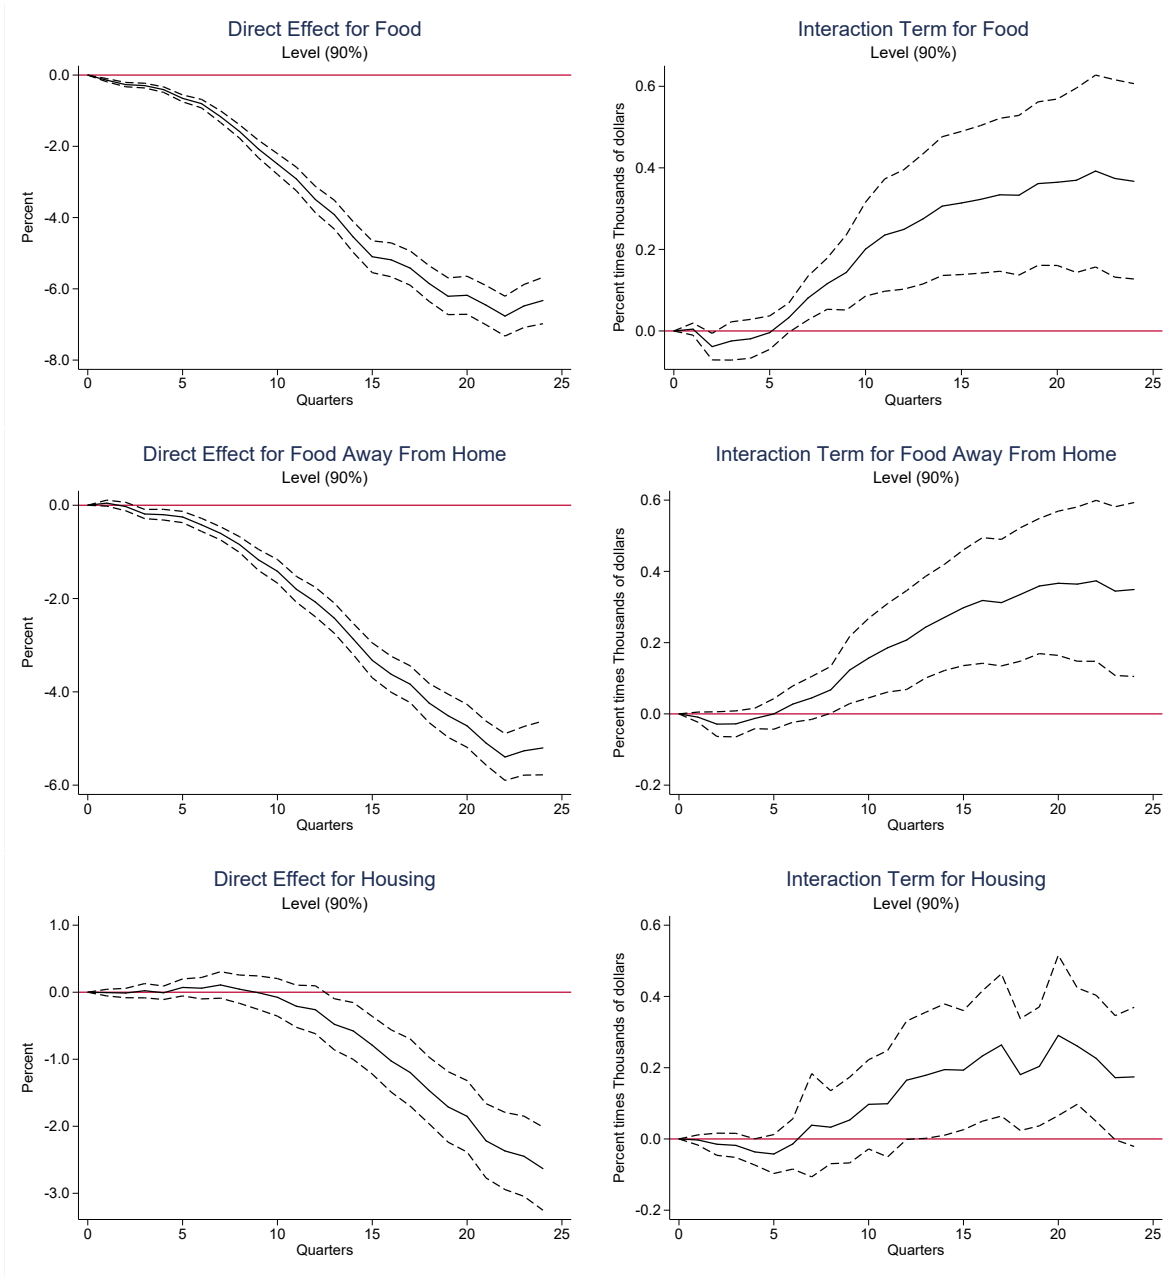 Direct Effect for Food
Level (90%)
Percent
0.0
-2.0
-4.0
-6.0
-8.0
0 5 10 15 20 25
Quarters
Interaction Term for Food
Level (90%)
Percent times Thousands of dollars
0.6
0.4
0.2
0.0
0 5 10 15 20 25
Quarters
Direct Effect for Food Away From Home
Level (90%)
Percent
0.0
-2.0
-4.0
-6.0
0 5 10 15 20 25
Quarters
Interaction Term for Food Away From Home
Level (90%)
Percent times Thousands of dollars
0.6
0.4
0.2
0.0
-0.2
0 5 10 15 20 25
Quarters
Direct Effect for Housing
Level (90%)
Percent
1.0
0.0
-1.0
-2.0
-3.0
0 5 10 15 20 25
Quarters
Interaction Term for Housing
Level (90%)
Percent times Thousands of dollars
0.6
0.4
0.2
0.0
-0.2
0 5 10 15 20 25
Quarters